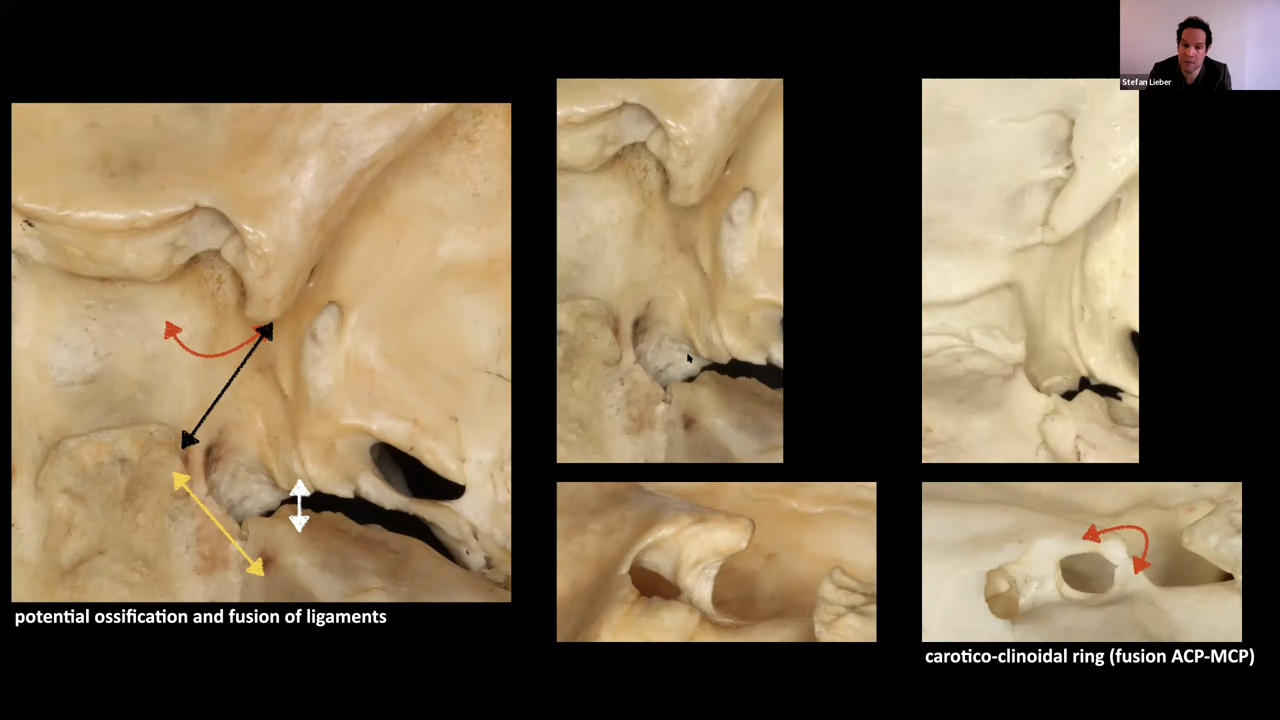 Stefan Lieber
potential ossification and fusion of ligaments
carotico-clinoidal ring (fusion ACP-MCP)